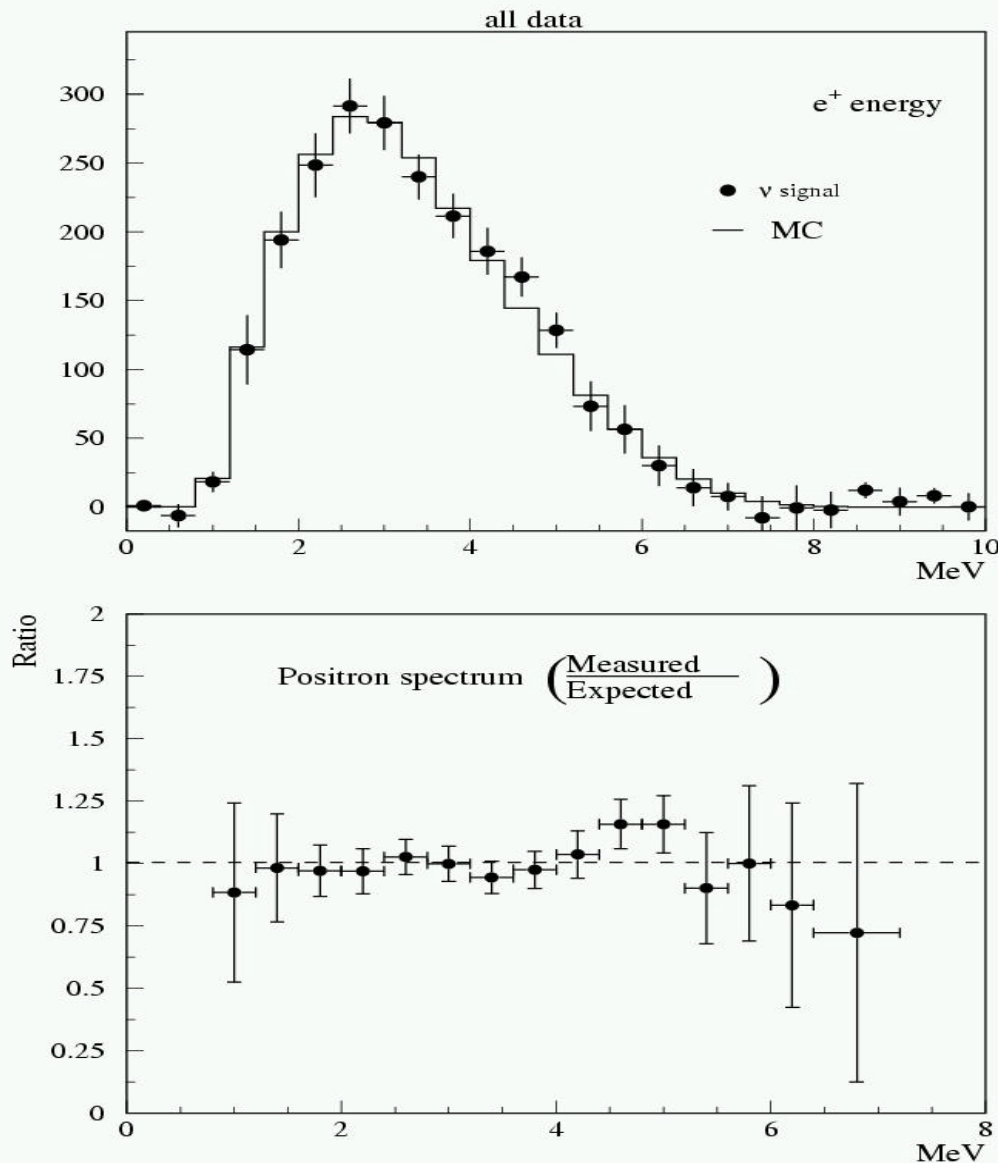 all data
300
250
200
150
100
50
0
e⁺ energy
ν signal
MC
0 2 4 6 8 10
MeV
Ratio
2
1.75
1.5
1.25
1
0.75
0.5
0.25
0
Positron spectrum (Measured
Expected)
0 2 4 6 8
MeV